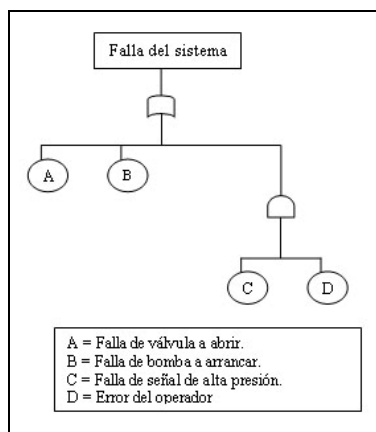 Falla del sistema
A
B
C
D
A = Falla de válvula a abrir.
B = Falla de bomba a arrancar.
C = Falla de señal de alta presión.
D = Error del operador